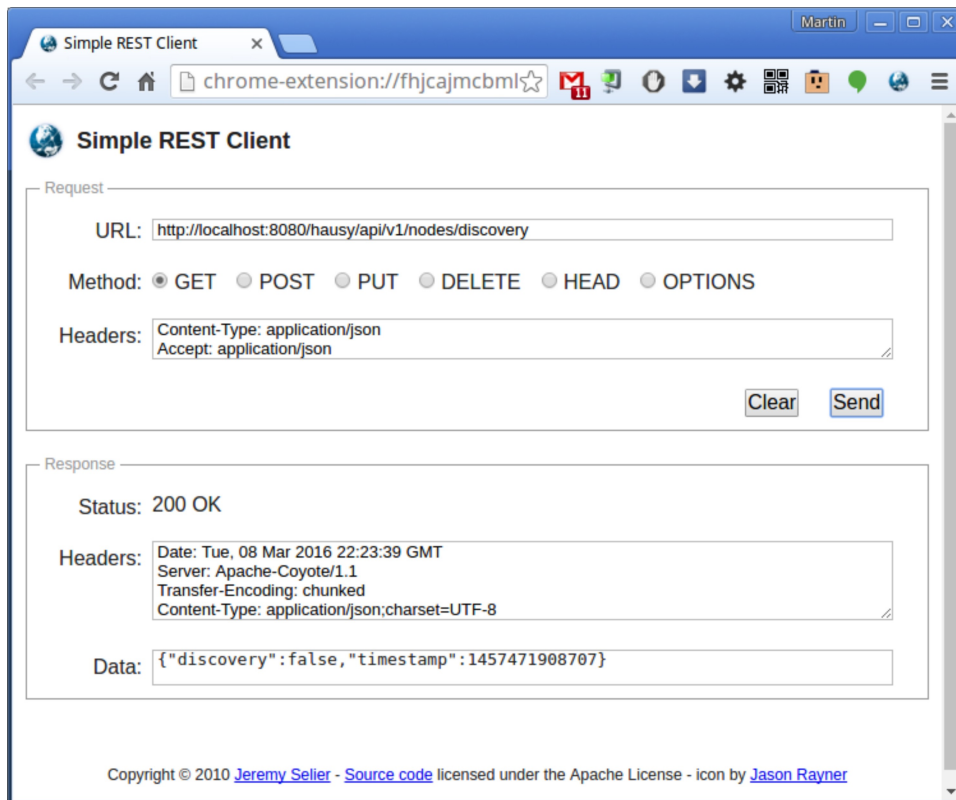 Martin
Simple REST Client
chrome-extension://fhjcajmcbml
11
Simple REST Client
Request
URL: http://localhost:8080/hausy/api/v1/nodes/discovery
Method: GET POST PUT DELETE HEAD OPTIONS
Headers: Content-Type: application/json
Accept: application/json
Clear Send
Response
Status: 200 OK
Headers: Date: Tue, 08 Mar 2016 22:23:39 GMT
Server: Apache-Coyote/1.1
Transfer-Encoding: chunked
Content-Type: application/json;charset=UTF-8
Data: {"discovery":false,"timestamp":1457471908707}
Copyright © 2010 Jeremy Selier - Source code licensed under the Apache License - icon by Jason Rayner